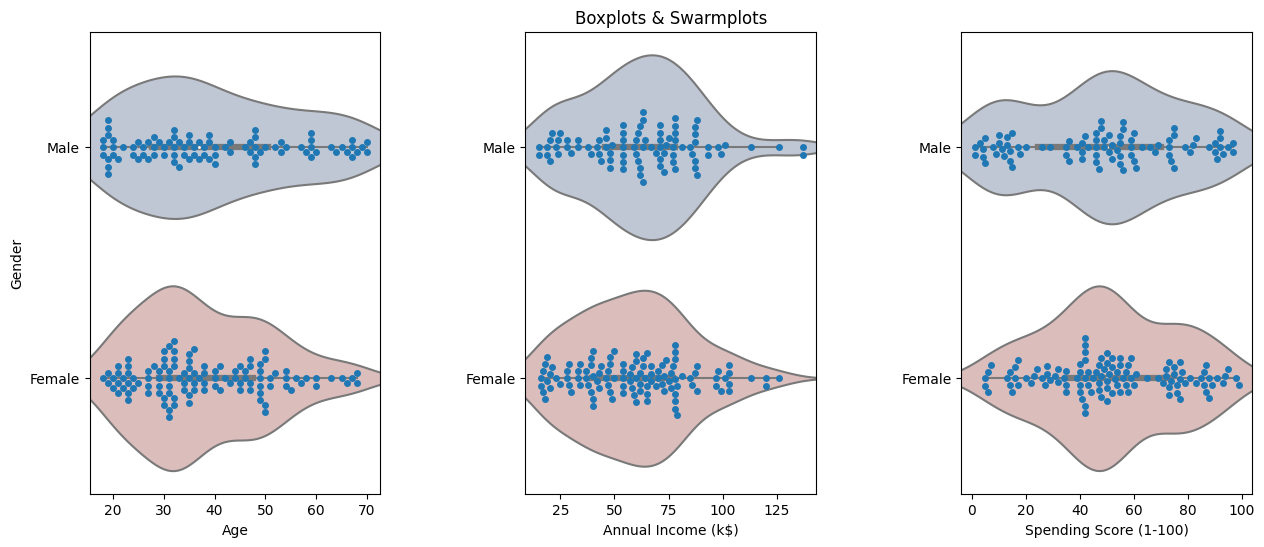 Boxplots & Swarmplots
Gender
Male
Female
20 30 40 50 60 70
Age
Male
Female
25 50 75 100 125
Annual Income (k$)
Male
Female
0 20 40 60 80 100
Spending Score (1-100)